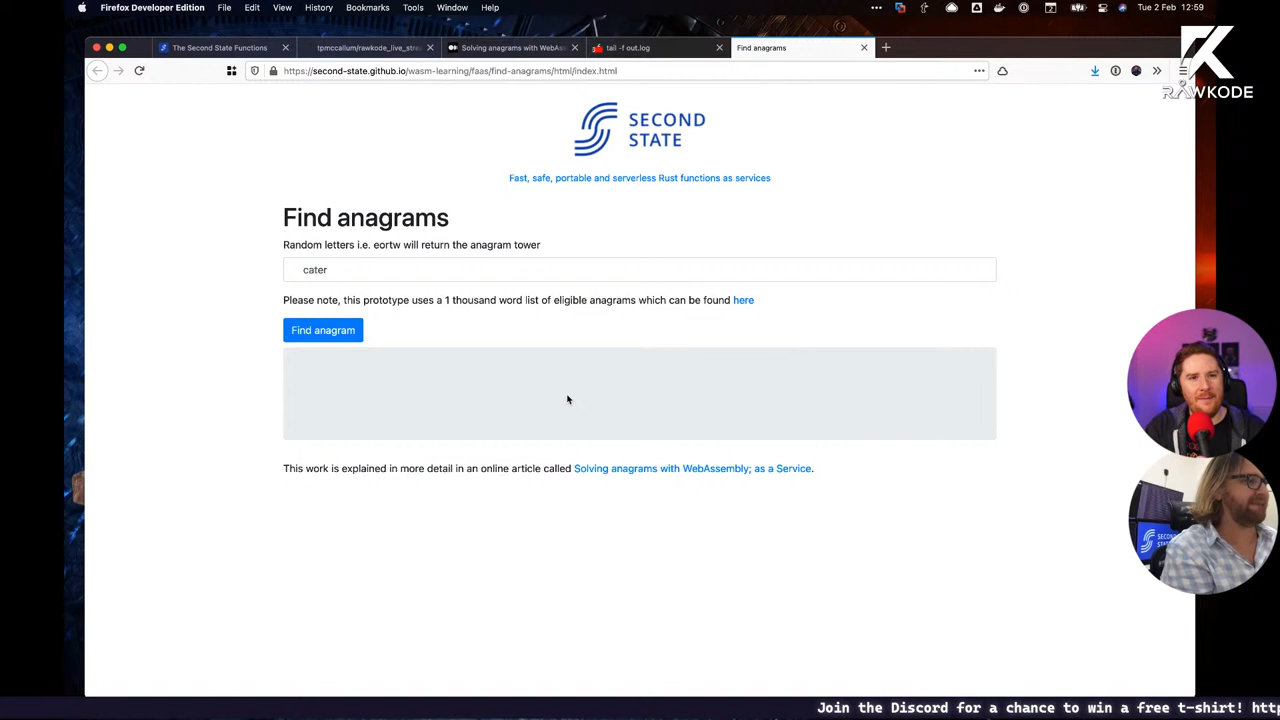 Firefox Developer Edition File Edit View History Bookmarks Tools Window Help
Tue 2 Feb 12:59
The Second State Functions
tpmccallum/rawkode_live_stre
Solving anagrams with WebAss
tail -f out.log
Find anagrams
https://second-state.github.io/wasm-learning/faas/find-anagrams/html/index.html
RAWKODE
SECOND
STATE
Fast, safe, portable and serverless Rust functions as services
Find anagrams
Random letters i.e. eortw will return the anagram tower
cater
Please note, this prototype uses a 1 thousand word list of eligible anagrams which can be found here
Find anagram
This work is explained in more detail in an online article called Solving anagrams with WebAssembly; as a Service.
SECOND
STATE
Join the Discord for a chance to win a free t-shirt! http